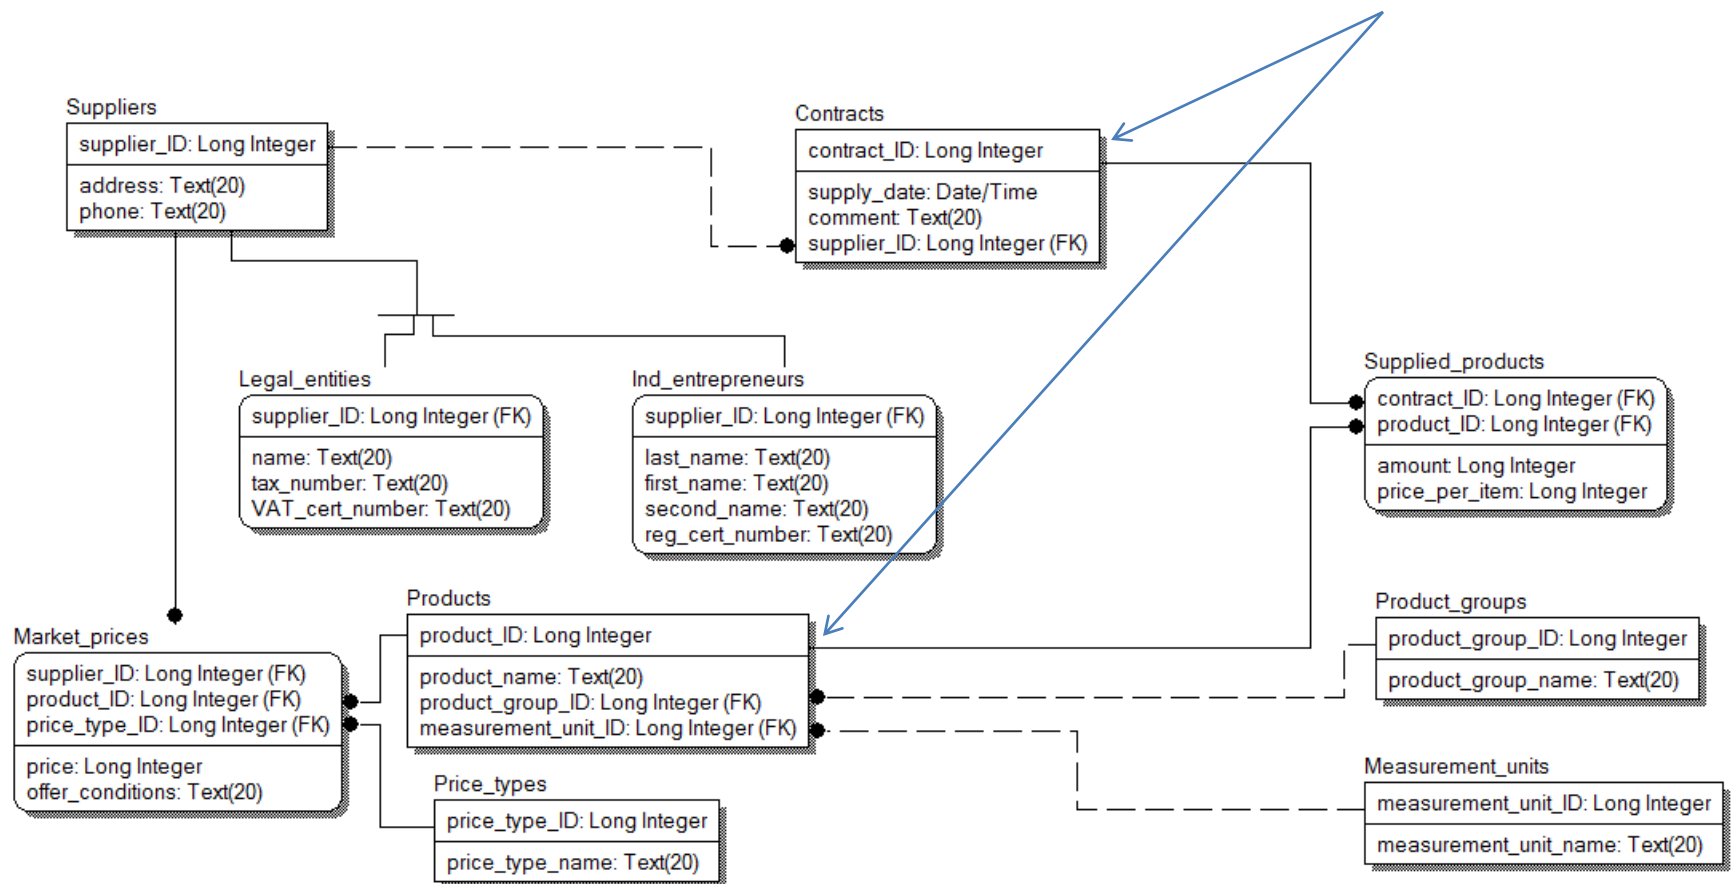 Suppliers
supplier_ID: Long Integer
address: Text(20)
phone: Text(20)
Contracts
contract_ID: Long Integer
supply_date: Date/Time
comment: Text(20)
supplier_ID: Long Integer (FK)
Legal_entities
supplier_ID: Long Integer (FK)
name: Text(20)
tax_number: Text(20)
VAT_cert_number: Text(20)
Ind_entrepreneurs
supplier_ID: Long Integer (FK)
last_name: Text(20)
first_name: Text(20)
second_name: Text(20)
reg_cert_number: Text(20)
Supplied_products
contract_ID: Long Integer (FK)
product_ID: Long Integer (FK)
amount: Long Integer
price_per_item: Long Integer
Market_prices
supplier_ID: Long Integer (FK)
product_ID: Long Integer (FK)
price_type_ID: Long Integer (FK)
price: Long Integer
offer_conditions: Text(20)
Products
product_ID: Long Integer
product_name: Text(20)
product_group_ID: Long Integer (FK)
measurement_unit_ID: Long Integer (FK)
Product_groups
product_group_ID: Long Integer
product_group_name: Text(20)
Price_types
price_type_ID: Long Integer
price_type_name: Text(20)
Measurement_units
measurement_unit_ID: Long Integer
measurement_unit_name: Text(20)